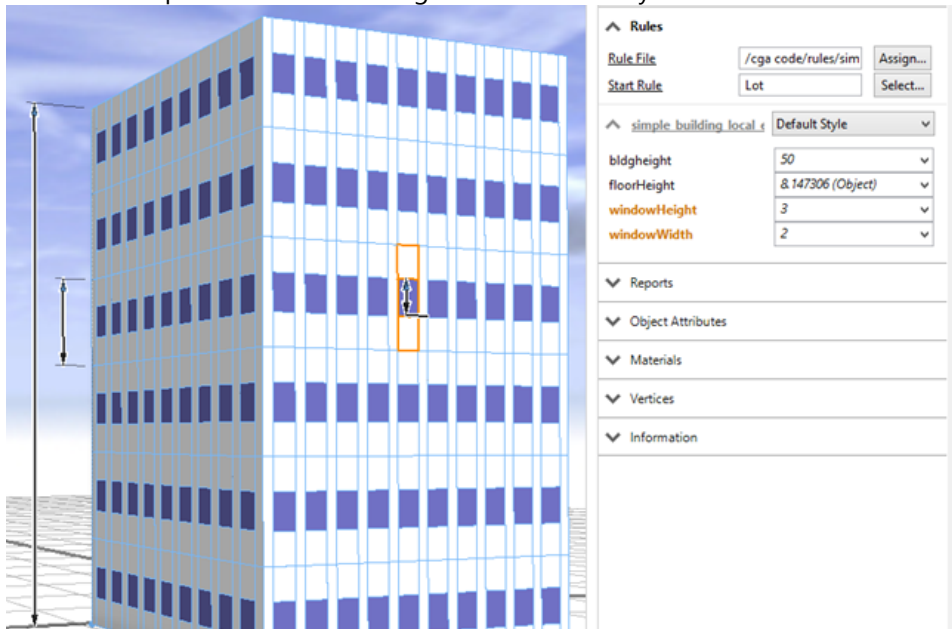 Rules
Rule File /cga code/rules/sim Assign...
Start Rule Lot Select...
simple_building_local_e Default Style
bldgheight 50
floorHeight 8.147306 (Object)
windowHeight 3
windowWidth 2
Reports
Object Attributes
Materials
Vertices
Information